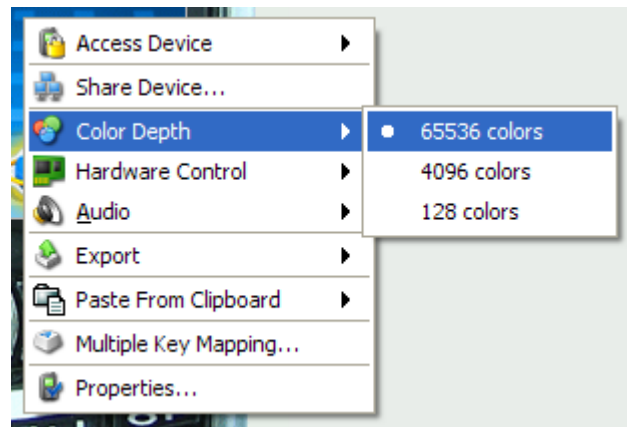 Access Device
Share Device...
Color Depth
65536 colors
Hardware Control
4096 colors
Audio
128 colors
Export
Paste From Clipboard
Multiple Key Mapping...
Properties...